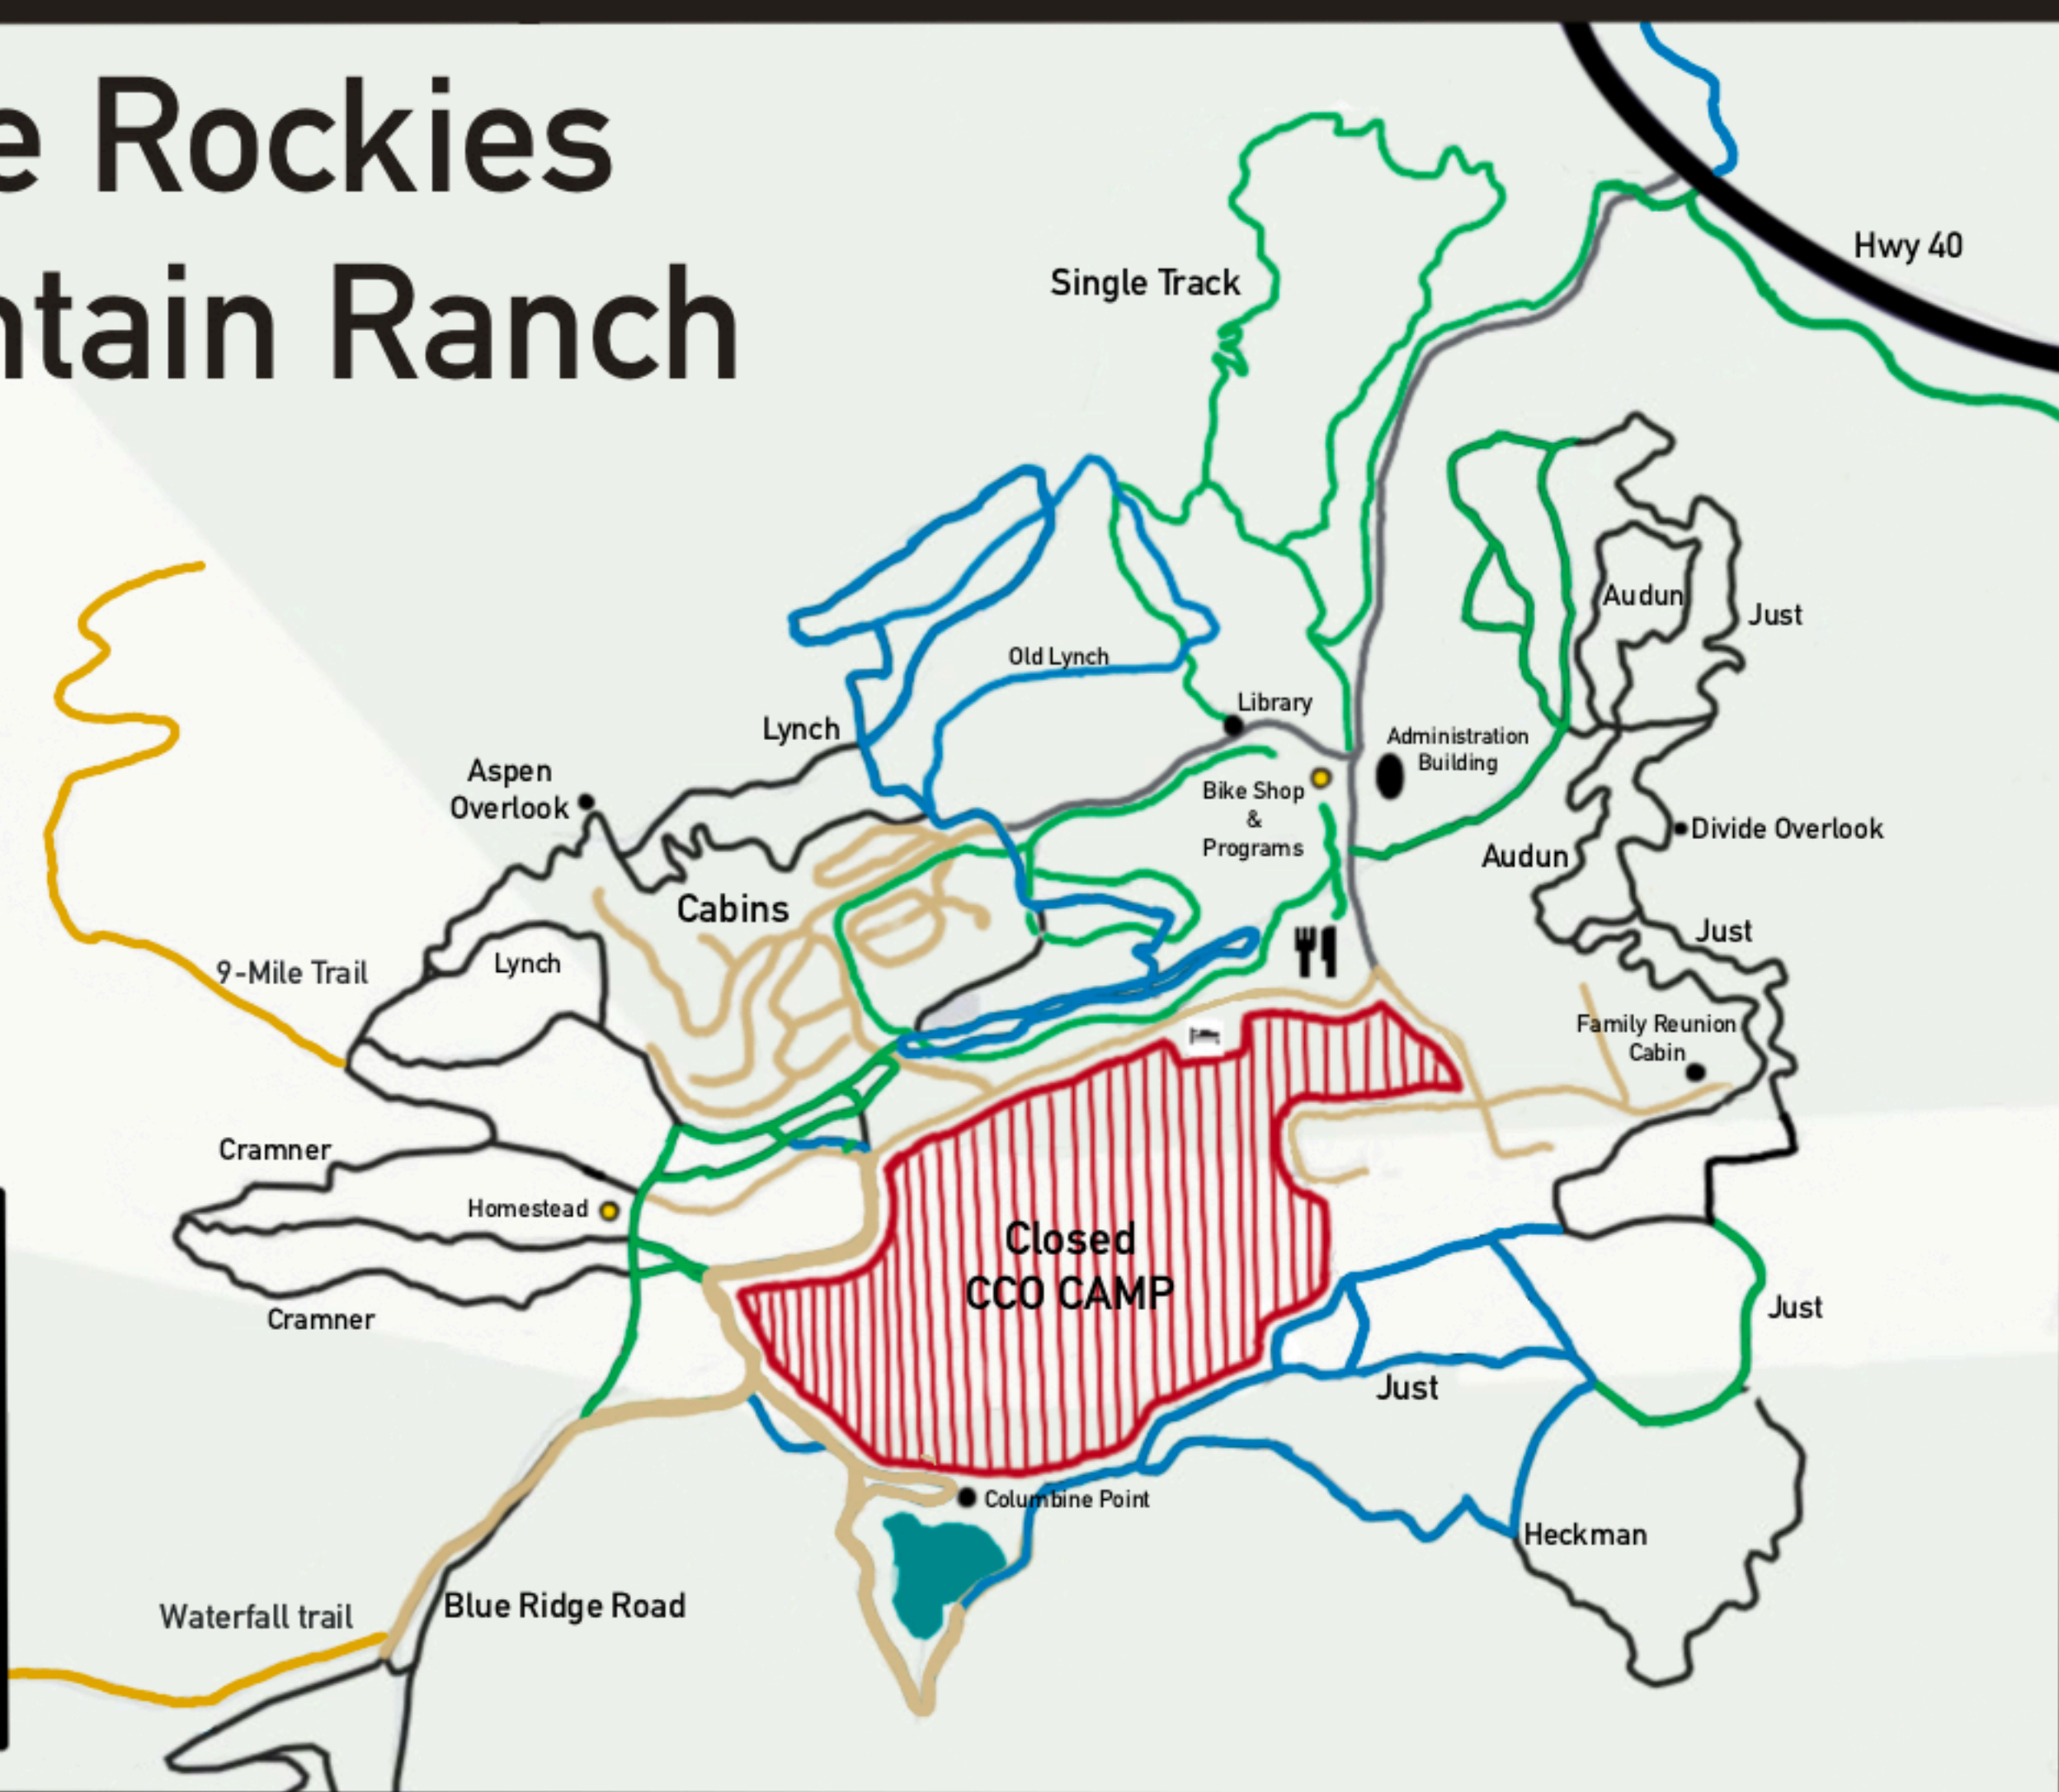 e Rockies
ntain Ranch
Hwy 40
Single Track
Audun
Just
Old Lynch
Library
Lynch
Administration
Building
Aspen
Overlook
Bike Shop
&
Programs
Divide Overlook
Audun
Cabins
Just
Lynch
9-Mile Trail
Family Reunion
Cabin
Cramner
Homestead
Closed
CCO CAMP
Just
Cramner
Just
Columbine Point
Heckman
Blue Ridge Road
Waterfall trail